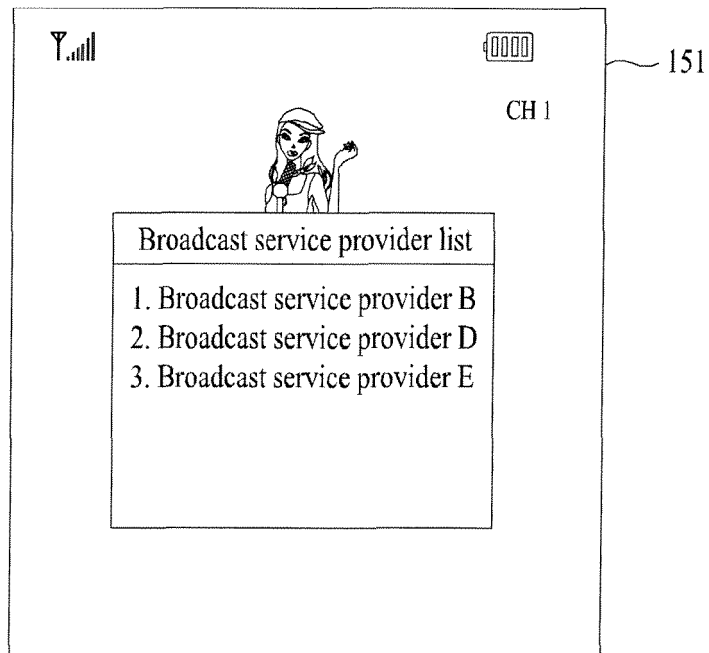 151
CH 1
Broadcast service provider list
1. Broadcast service provider B
2. Broadcast service provider D
3. Broadcast service provider E